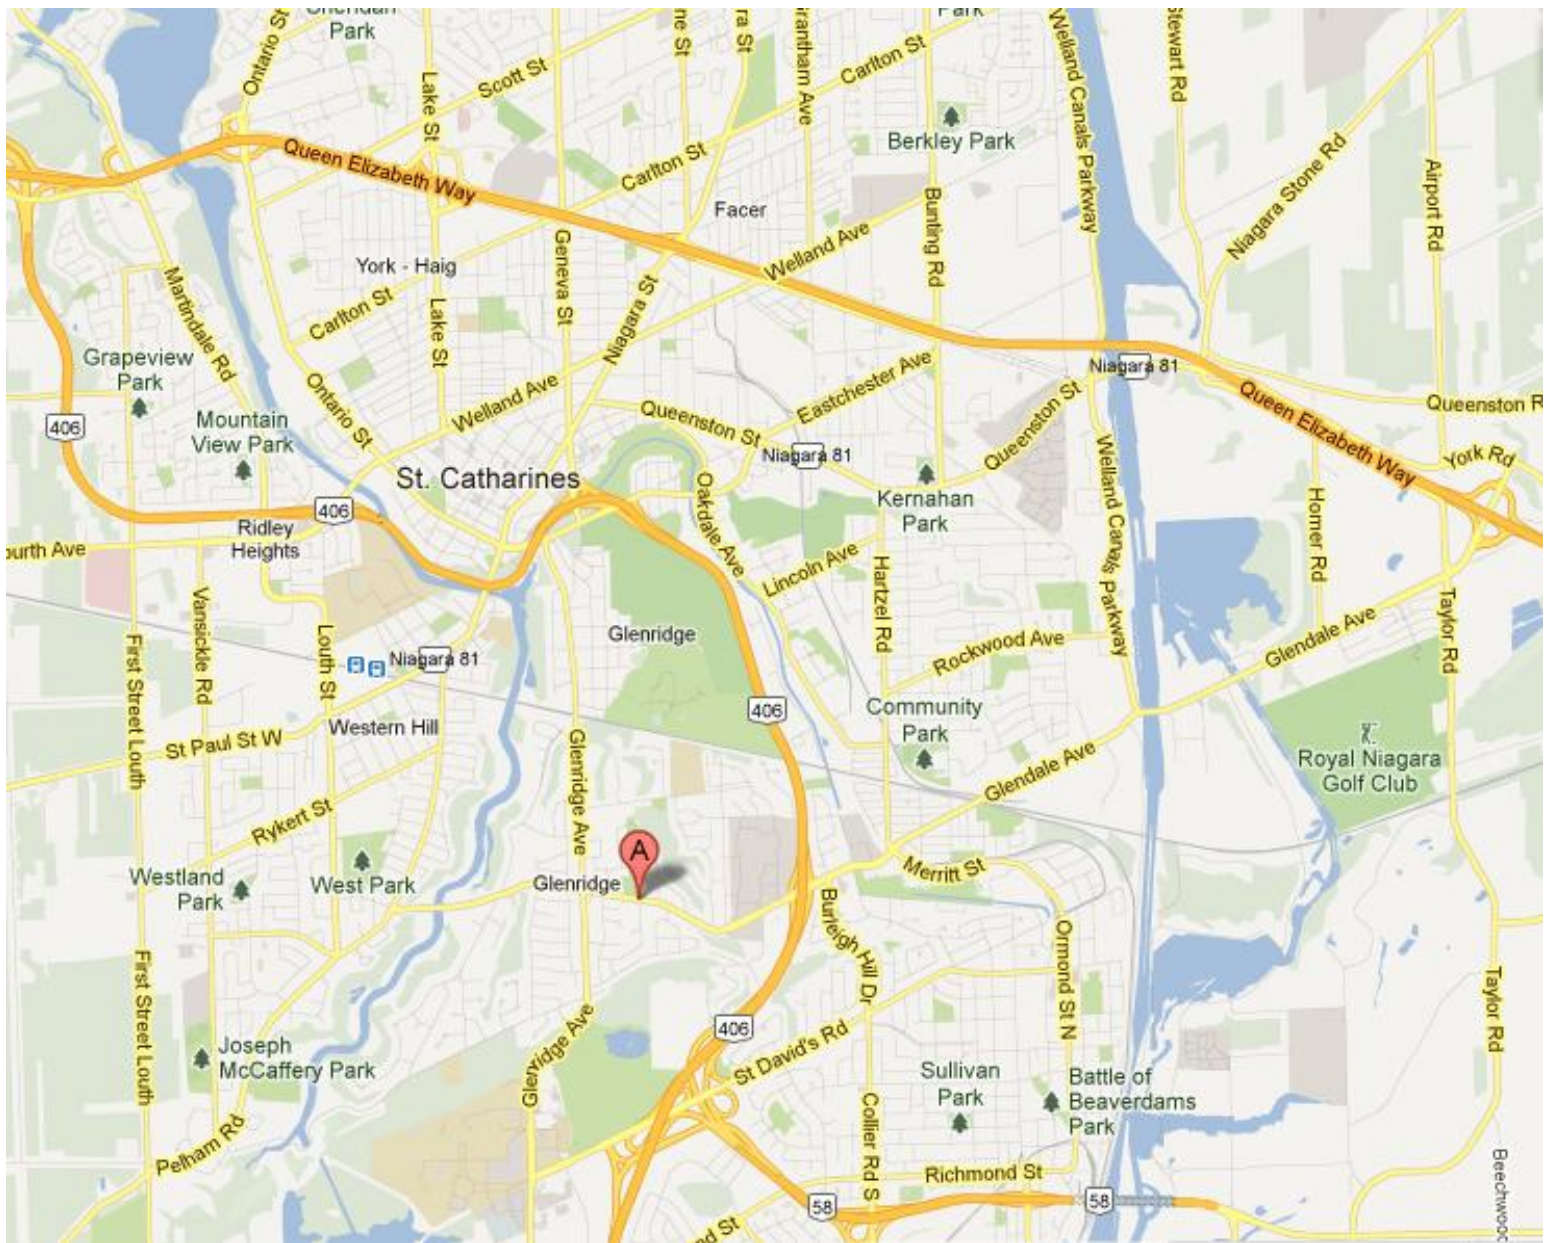 Sheridan
Park
Park
Ontario St
Lake St
Scott St
Grantham Ave
Carlton St
Welland Canals Parkway
Stewart Rd
Berkley Park
Niagara Stone Rd
Airport Rd
Queen Elizabeth Way
Carlton St
Facer
Bunting Rd
Welland Ave
Geneva St
York - Haig
Martindale Rd
Carlton St
Lake St
Niagara St
Grapeview
Park
Niagara 81
Eastchester Ave
Queen Elizabeth Way
Queenston R
Ontario St
Welland Ave
Queenston St
Queenston St
Mountain
View Park
406
Niagara 81
Welland Canals Parkway
York Rd
St. Catharines
Oakdale Ave
Kernahan
Park
Homer Rd
406
Ridley
Heights
ourth Ave
Lincoln Ave
Hartzel Rd
Vansickle Rd
First Street Louth
Louth St
Glenridge
Rockwood Ave
Glendale Ave
Taylor Rd
Niagara 81
406
Community
Park
Western Hill
St Paul St W
Glenridge Ave
Glendale Ave
Royal Niagara
Golf Club
Rykert St
A
Merritt St
Westland
Park
West Park
Glenridge
Burleigh Hill Dr
Ormond St N
First Street Louth
Taylor Rd
Glenridge Ave
406
St David's Rd
Joseph
McCaffery Park
Sullivan
Park
Battle of
Beaverdams
Park
Collier Rd S
Pelham Rd
Richmond St
Beechwood
58
58
nd St